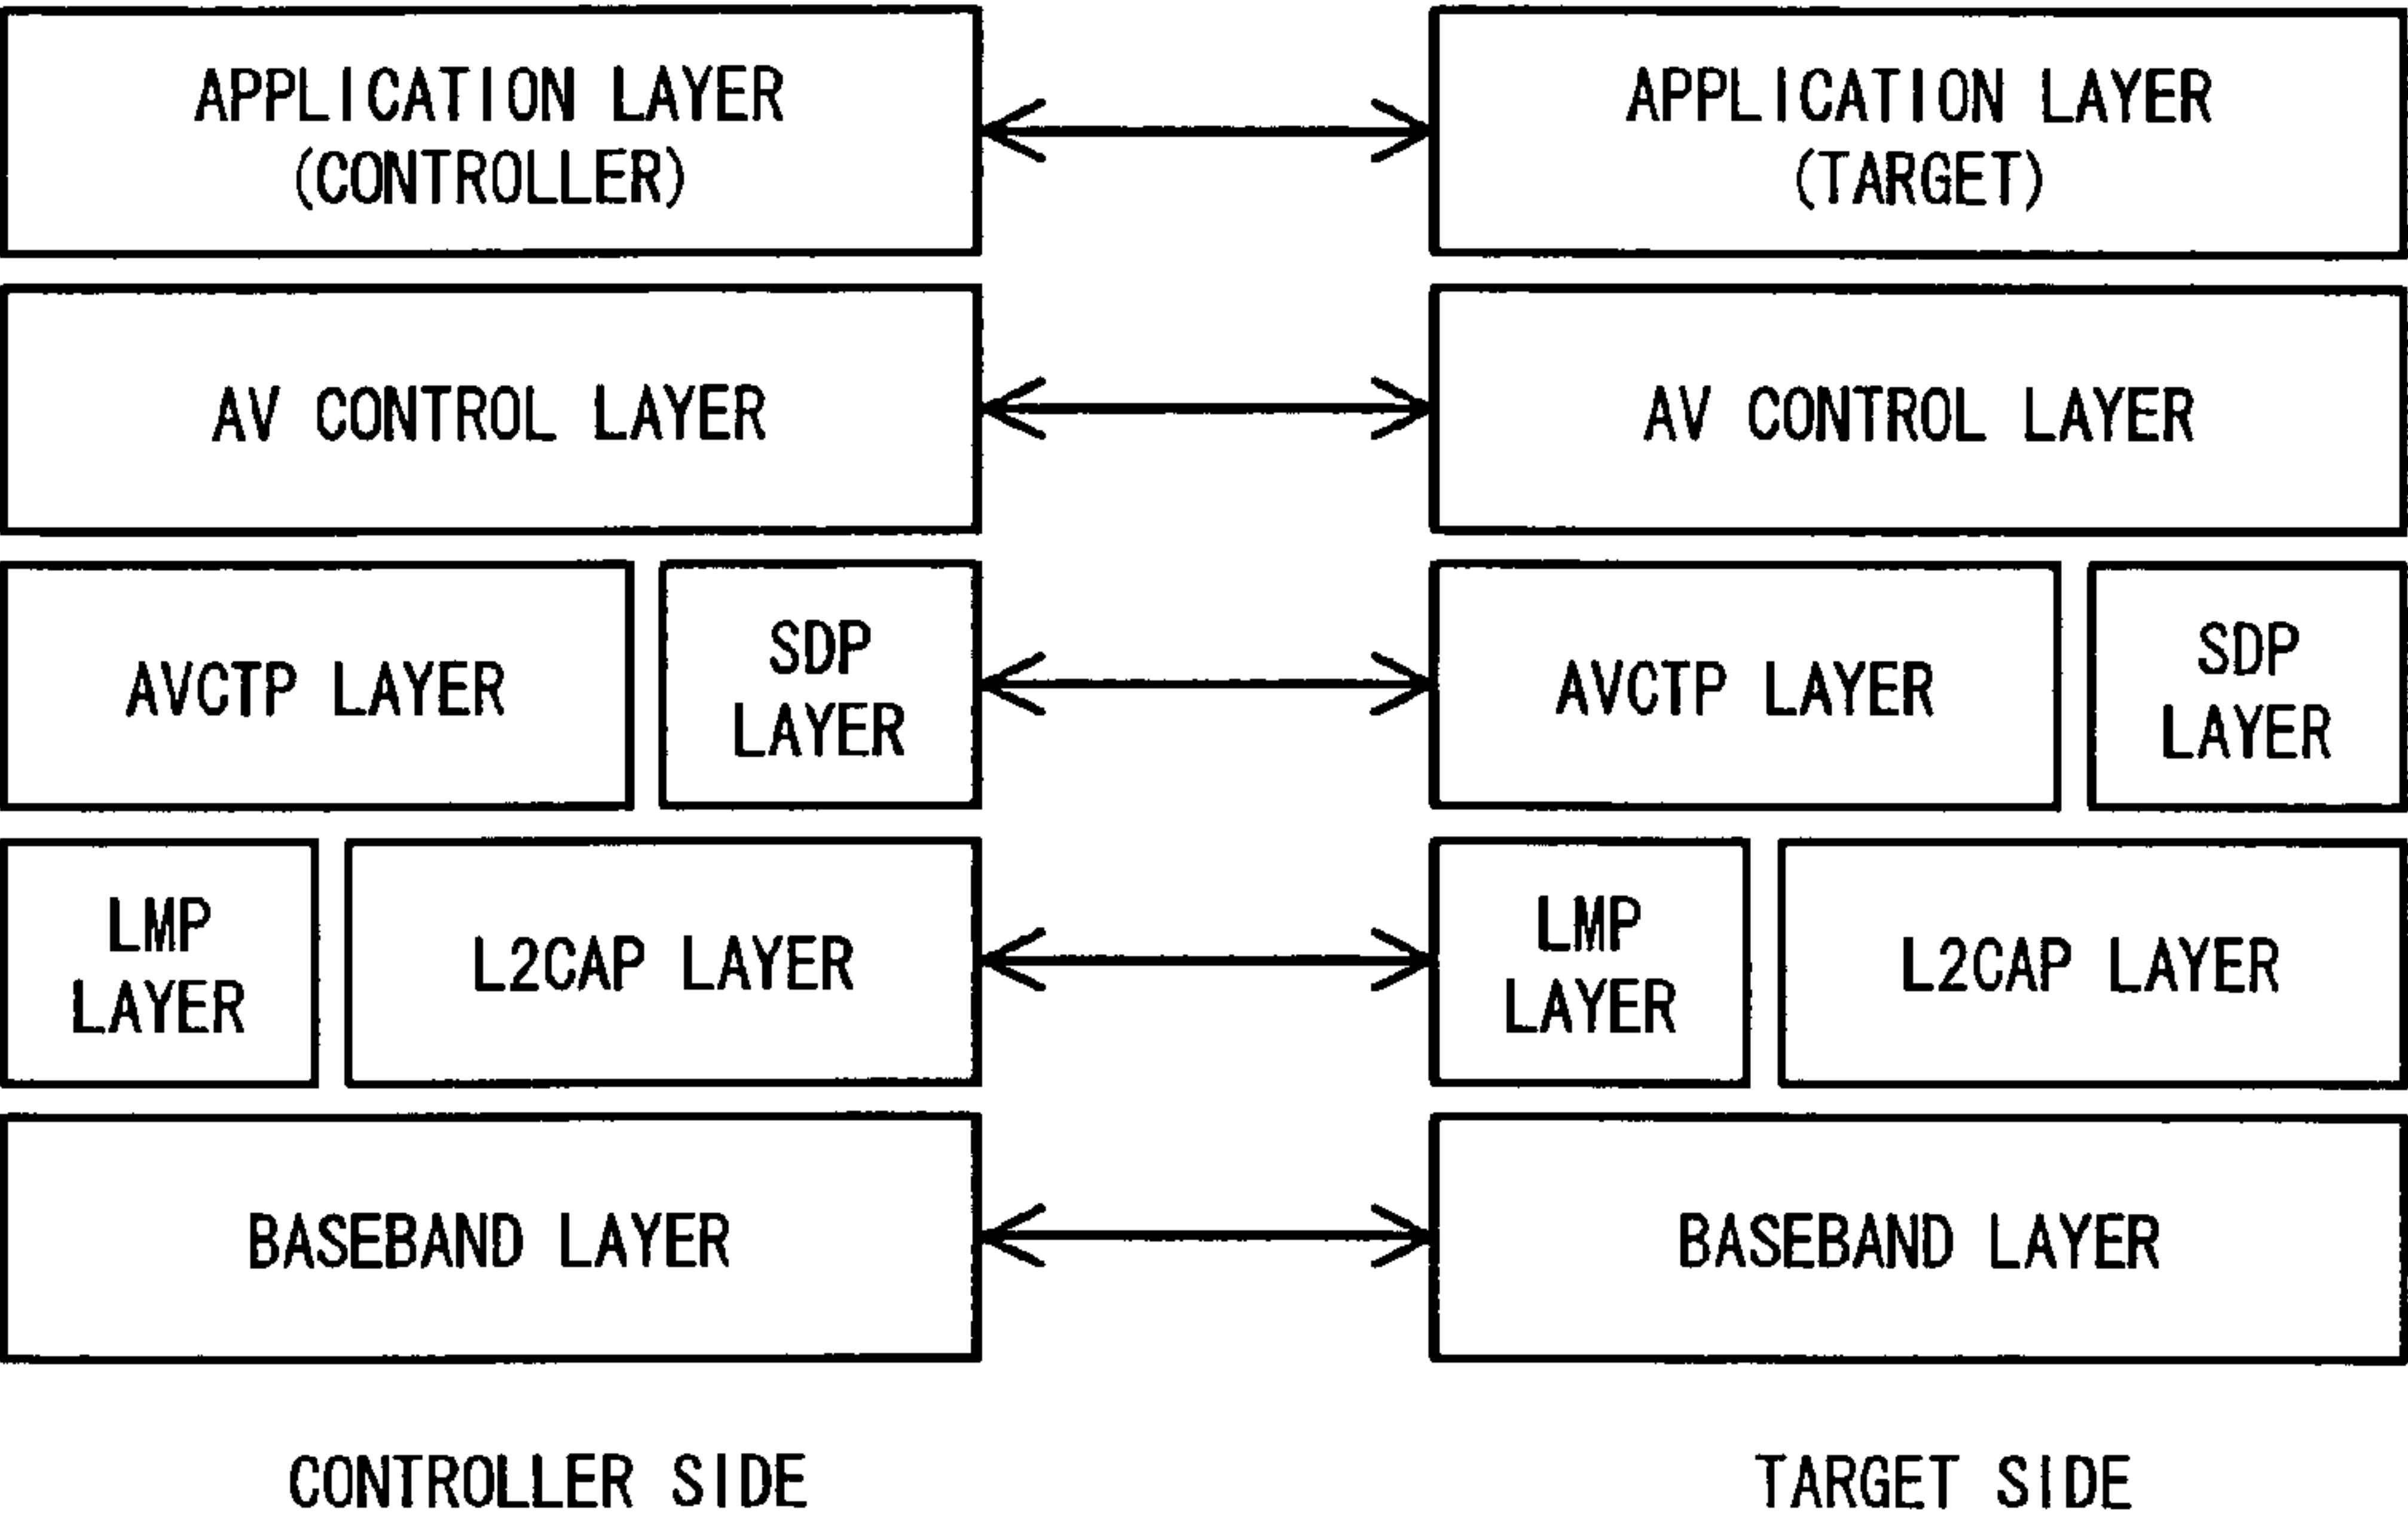 APPLICATION LAYER
(CONTROLLER)
APPLICATION LAYER
(TARGET)
AV CONTROL LAYER
AV CONTROL LAYER
AVCTP LAYER
SDP
LAYER
AVCTP LAYER
SDP
LAYER
LMP
LAYER
L2CAP LAYER
LMP
LAYER
L2CAP LAYER
BASEBAND LAYER
BASEBAND LAYER
CONTROLLER SIDE
TARGET SIDE